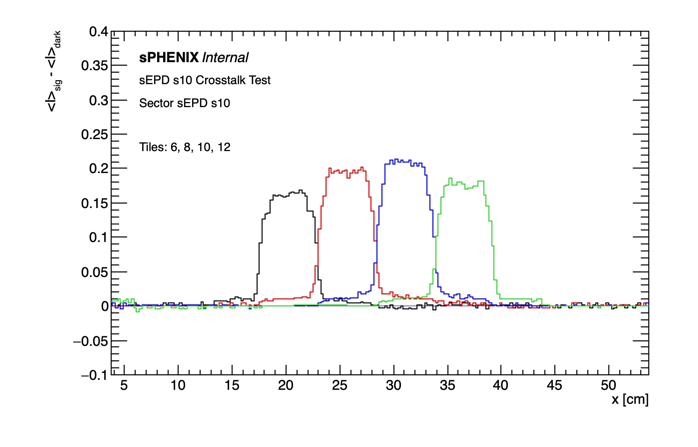 <I>sig - <I>dark
0.4
0.35
0.3
0.25
0.2
0.15
0.1
0.05
0
−0.05
−0.1
sPHENIX Internal
sEPD s10 Crosstalk Test
Sector sEPD s10
Tiles: 6, 8, 10, 12
5 10 15 20 25 30 35 40 45 50
x [cm]